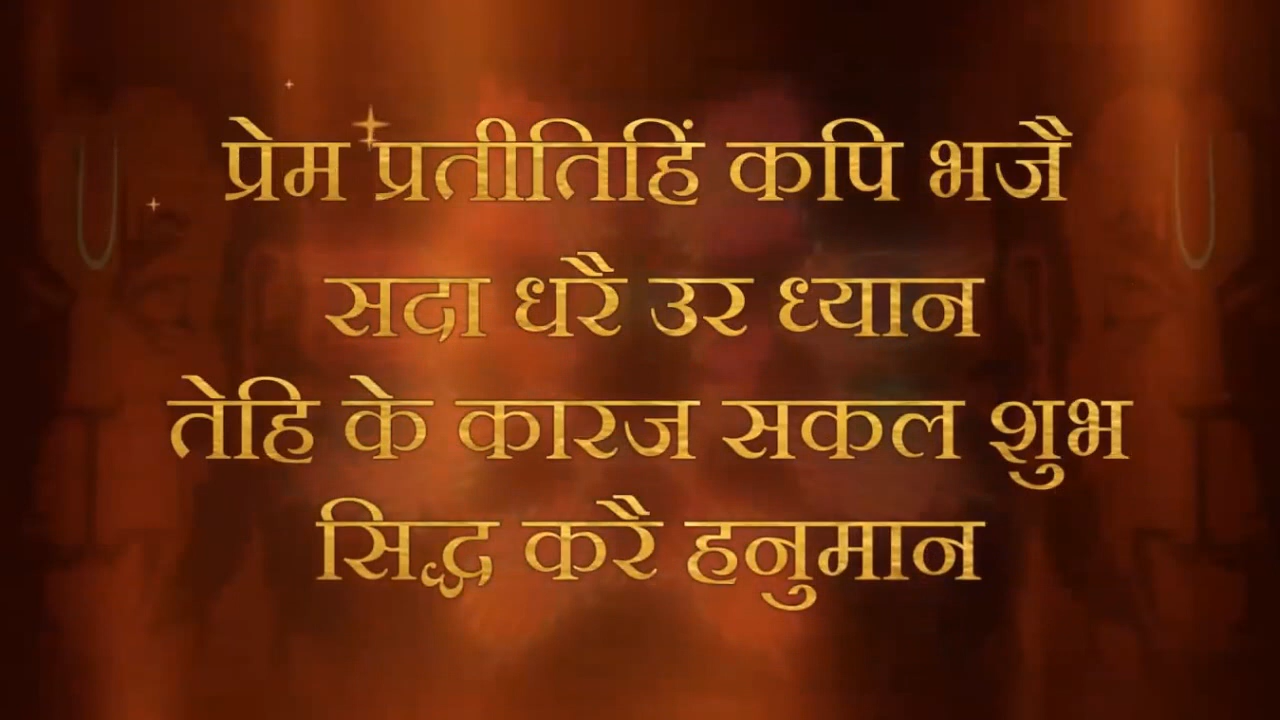 प्रेम प्रतीतिहिं कपि भजै
सदा धरै उर ध्यान
तेहि के कारज सकल शुभ
सिद्ध करै हनुमान